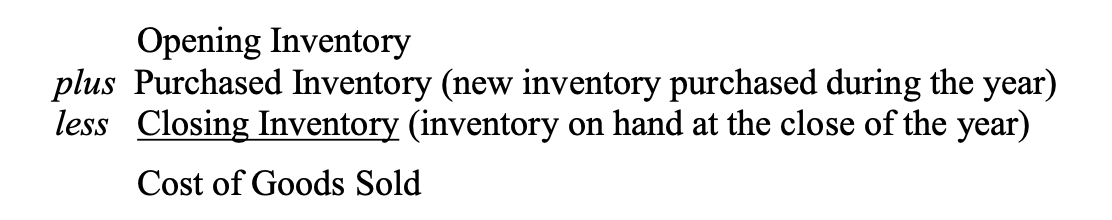 Opening Inventory
plus Purchased Inventory (new inventory purchased during the year)
less Closing Inventory (inventory on hand at the close of the year)
Cost of Goods Sold